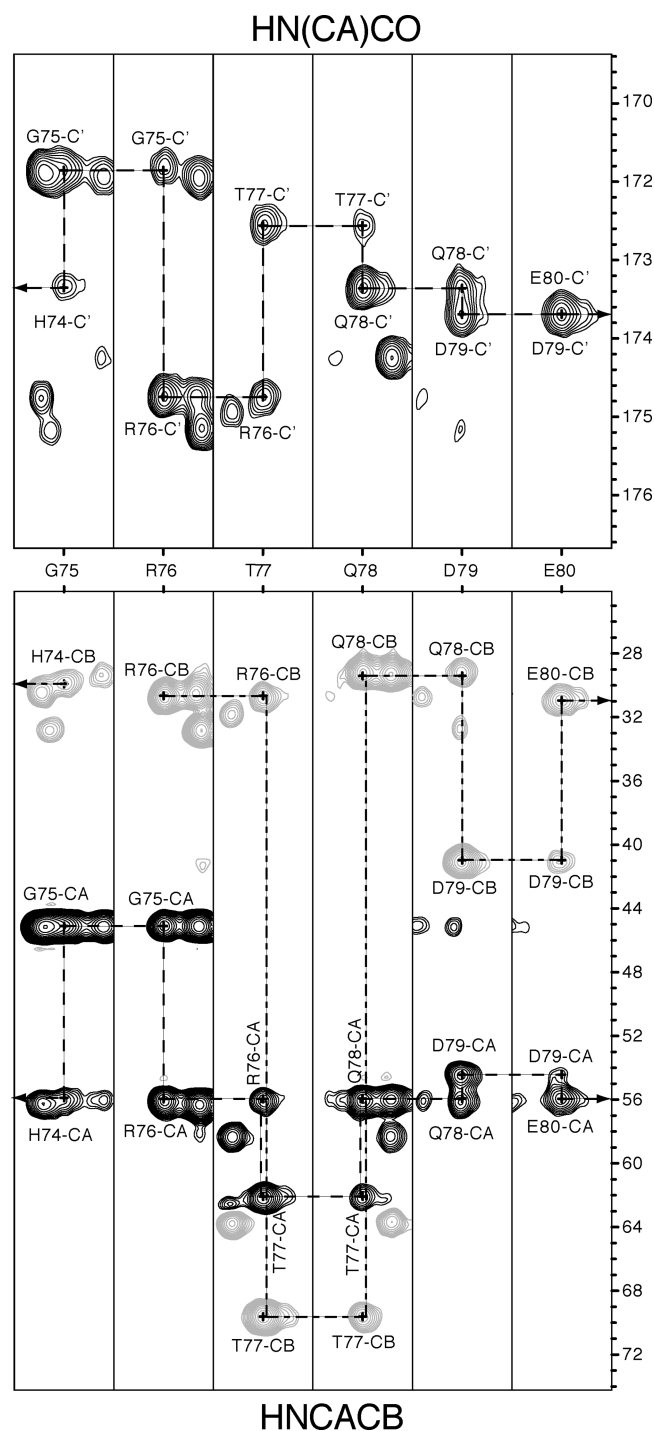 HN(CA)CO
170
G75-C' G75-C'
172
T77-C' T77-C'
173
Q78-C' E80-C'
H74-C' Q78-C'
174
D79-C' D79-C'
175
R76-C' R76-C'
176
G75 R76 T77 Q78 D79 E80
28
H74-CB R76-CB R76-CB Q78-CB Q78-CB E80-CB
32
36
40
D79-CB D79-CB
G75-CA G75-CA
44
48
52
R76-CA Q78-CA D79-CA D79-CA
56
H74-CA R76-CA Q78-CA E80-CA
60
T77-CA T77-CA
64
68
T77-CB T77-CB
72
HNCACB